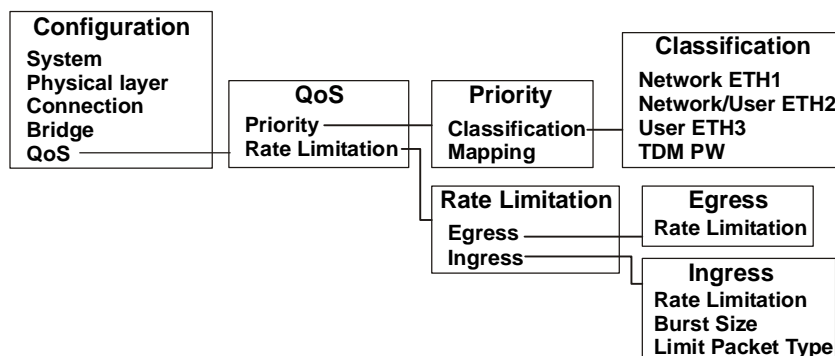 Configuration
System
Physical layer
Connection
Bridge
QoS
QoS
Priority
Rate Limitation
Priority
Classification
Mapping
Classification
Network ETH1
Network/User ETH2
User ETH3
TDM PW
Rate Limitation
Egress
Ingress
Egress
Rate Limitation
Ingress
Rate Limitation
Burst Size
Limit Packet Type